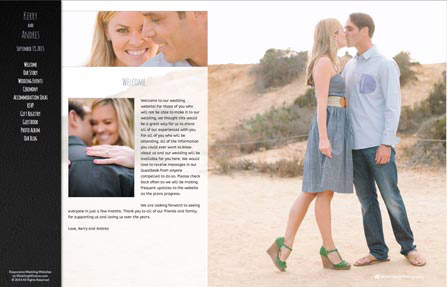 Kerry
and
Andres
September 19, 2015
Welcome
Our Story
Wedding Events
Ceremony
Accommodation Ideas
RSVP
Gift Registry
Guestbook
Photo Album
Our Blog
Responsive Wedding Websites
by WeddingWindow.com
All Rights Reserved
Welcome
Welcome to our wedding
website! For those of you who
will not be able to make it to our
wedding, we thought this would
be a great way for us to share
all of our experiences with you.
For all of you who will be
attending, all of the information
you could ever want to know
about us and our wedding will be
available for you here. We would
love to receive messages in our
Guestbook from anyone
compelled to do so. Please check
back often as we will be making
frequent updates to the website
as the plans progress.
We are looking forward to seeing
everyone in just a few months. Thank you to all of our friends and family
for supporting us and loving us over the years.
Love, Kerry and Andres